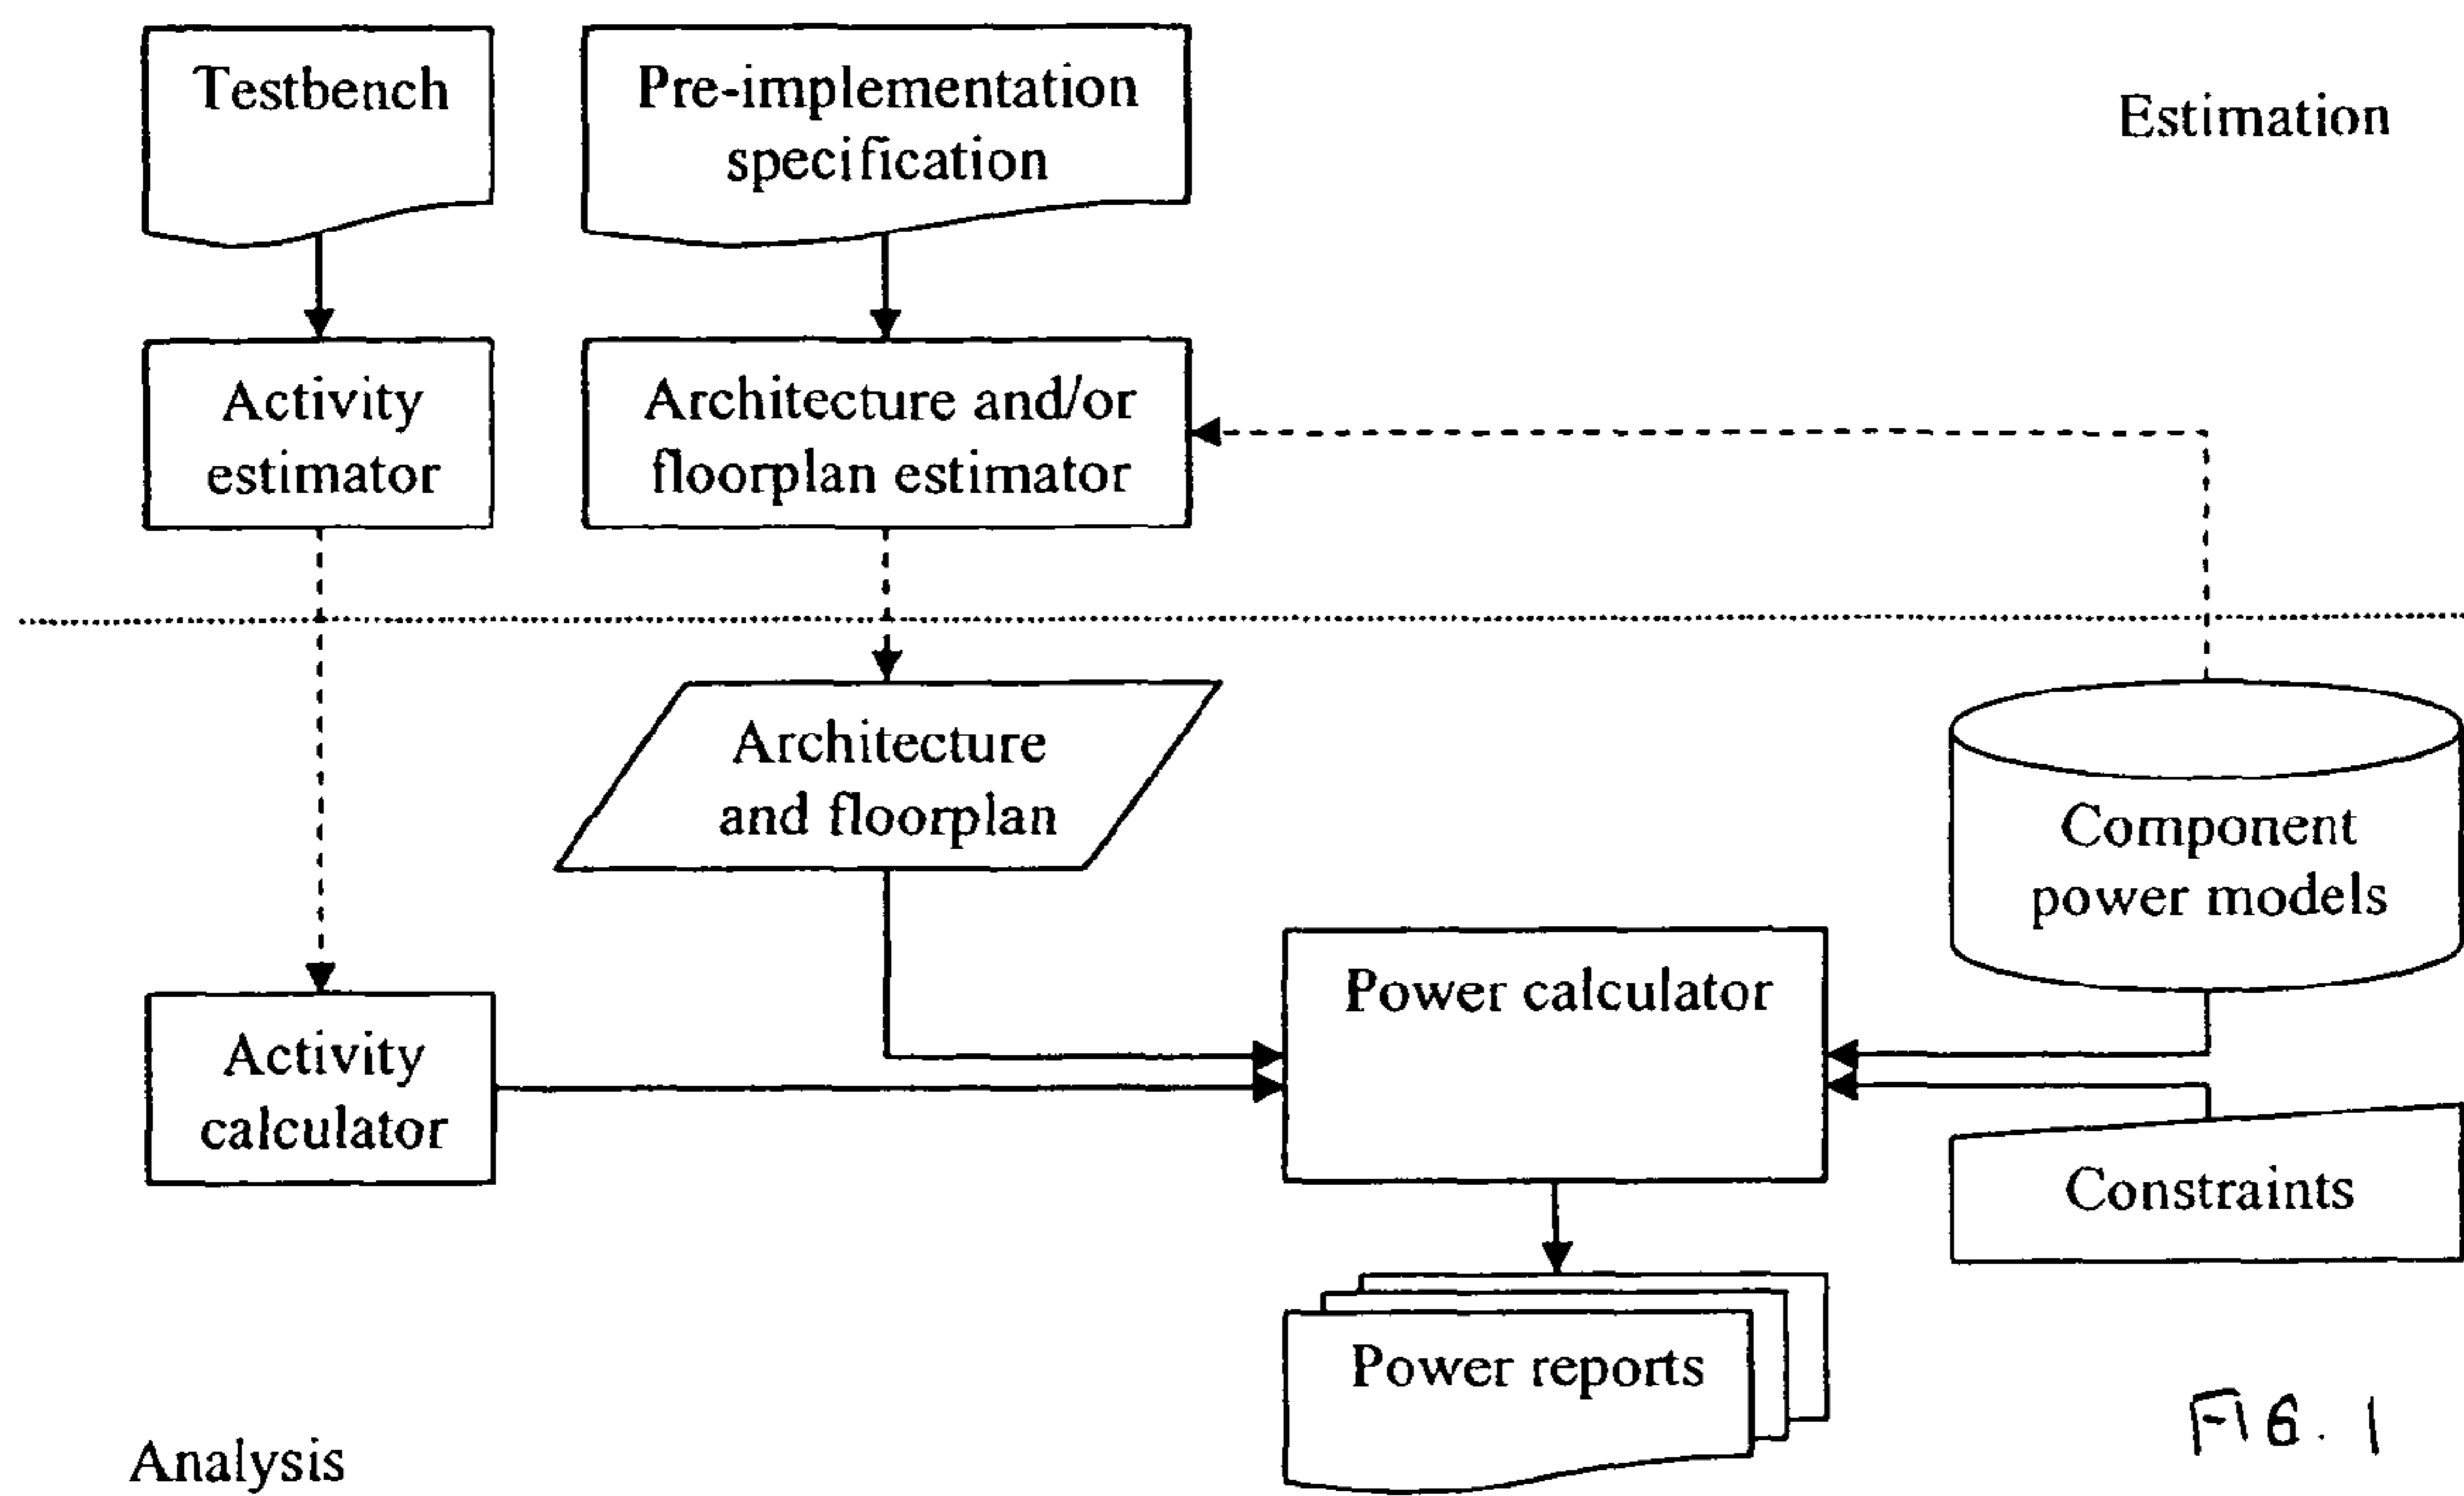 Testbench
Pre-implementation
specification
Estimation
Activity
estimator
Architecture and/or
floorplan estimator
Architecture
and floorplan
Component
power models
Power calculator
Activity
calculator
Constraints
Power reports
Analysis
FIG. 1